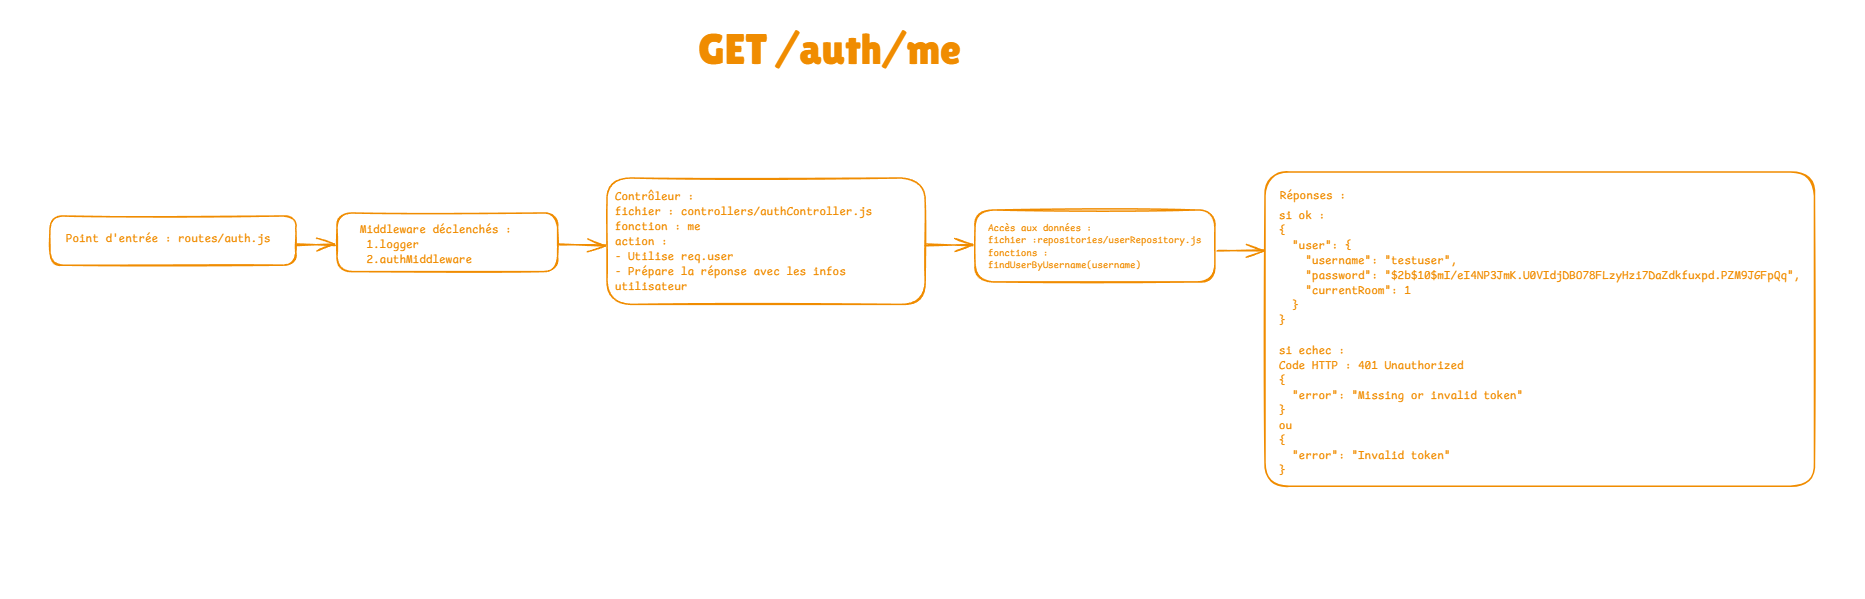 GET /auth/me
Point d'entrée : routes/auth.js
Middleware déclenchés :
1.logger
2.authMiddleware
Contrôleur :
fichier : controllers/authController.js
fonction : me
action :
- Utilise req.user
- Prépare la réponse avec les infos
utilisateur
Accès aux données :
fichier :repositories/userRepository.js
fonctions :
findUserByUsername(username)
Réponses :
si ok :
{
"user": {
"username": "testuser",
"password": "$2b$10$mI/eI4NP3JmK.U0VIdjDBO78FLzyHzi7DaZdkfuxpd.PZM9JGFpQq",
"currentRoom": 1
}
}
si echec :
Code HTTP : 401 Unauthorized
{
"error": "Missing or invalid token"
}
ou
{
"error": "Invalid token"
}